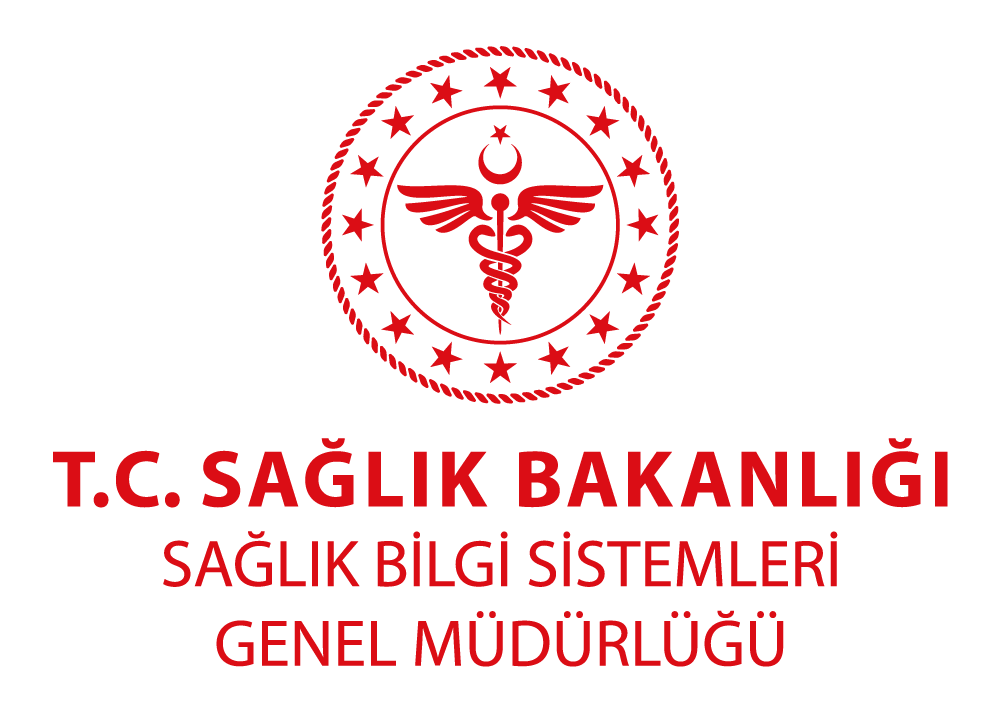 T.C. SAĞLIK BAKANLIĞI
SAĞLIK BİLGİ SİSTEMLERİ
GENEL MÜDÜRLÜĞÜ